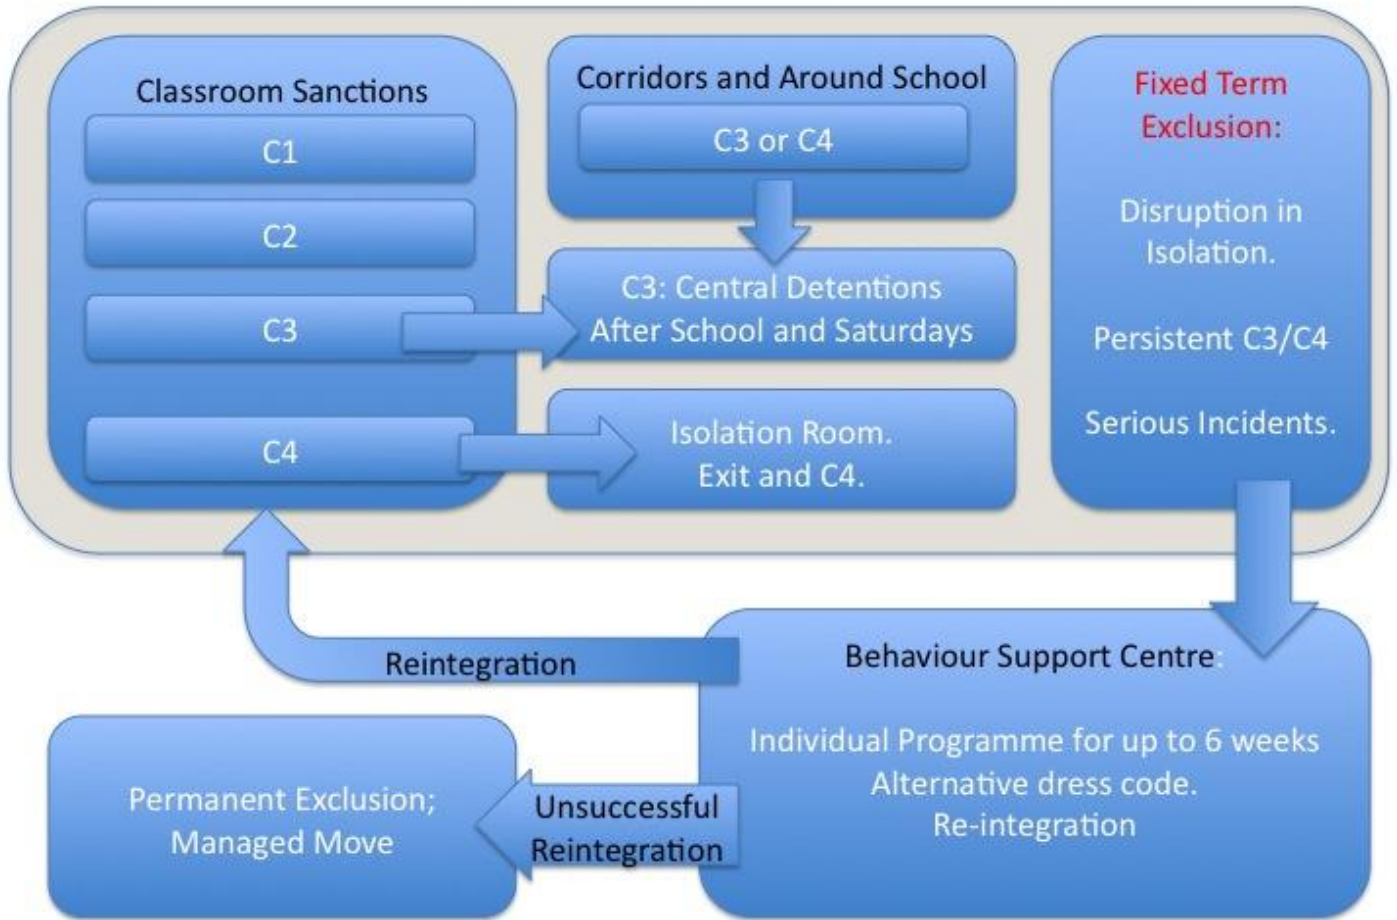 Classroom Sanctions
C1
C2
C3
C4
Corridors and Around School
C3 or C4
C3: Central Detentions
After School and Saturdays
Isolation Room.
Exit and C4.
Fixed Term
Exclusion:
Disruption in
Isolation.
Persistent C3/C4
Serious Incidents.
Reintegration
Behaviour Support Centre:
Individual Programme for up to 6 weeks
Alternative dress code.
Re-integration
Unsuccessful
Reintegration
Permanent Exclusion;
Managed Move